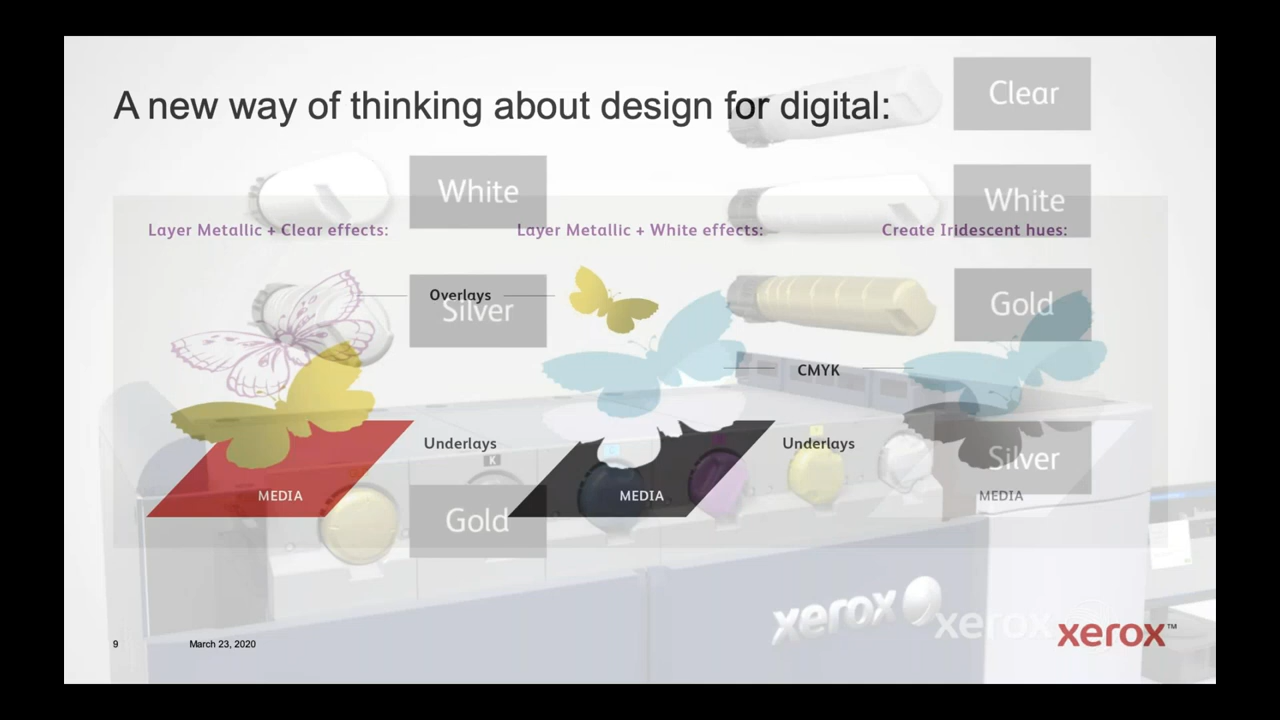 A new way of thinking about design for digital:
Clear
White
White
Layer Metallic + Clear effects:
Layer Metallic + White effects:
Create Iridescent hues:
Overlays
Silver
Gold
CMYK
Underlays
Underlays
K
Silver
MEDIA
MEDIA
MEDIA
Gold
xerox
xerox
xerox™
9
March 23, 2020